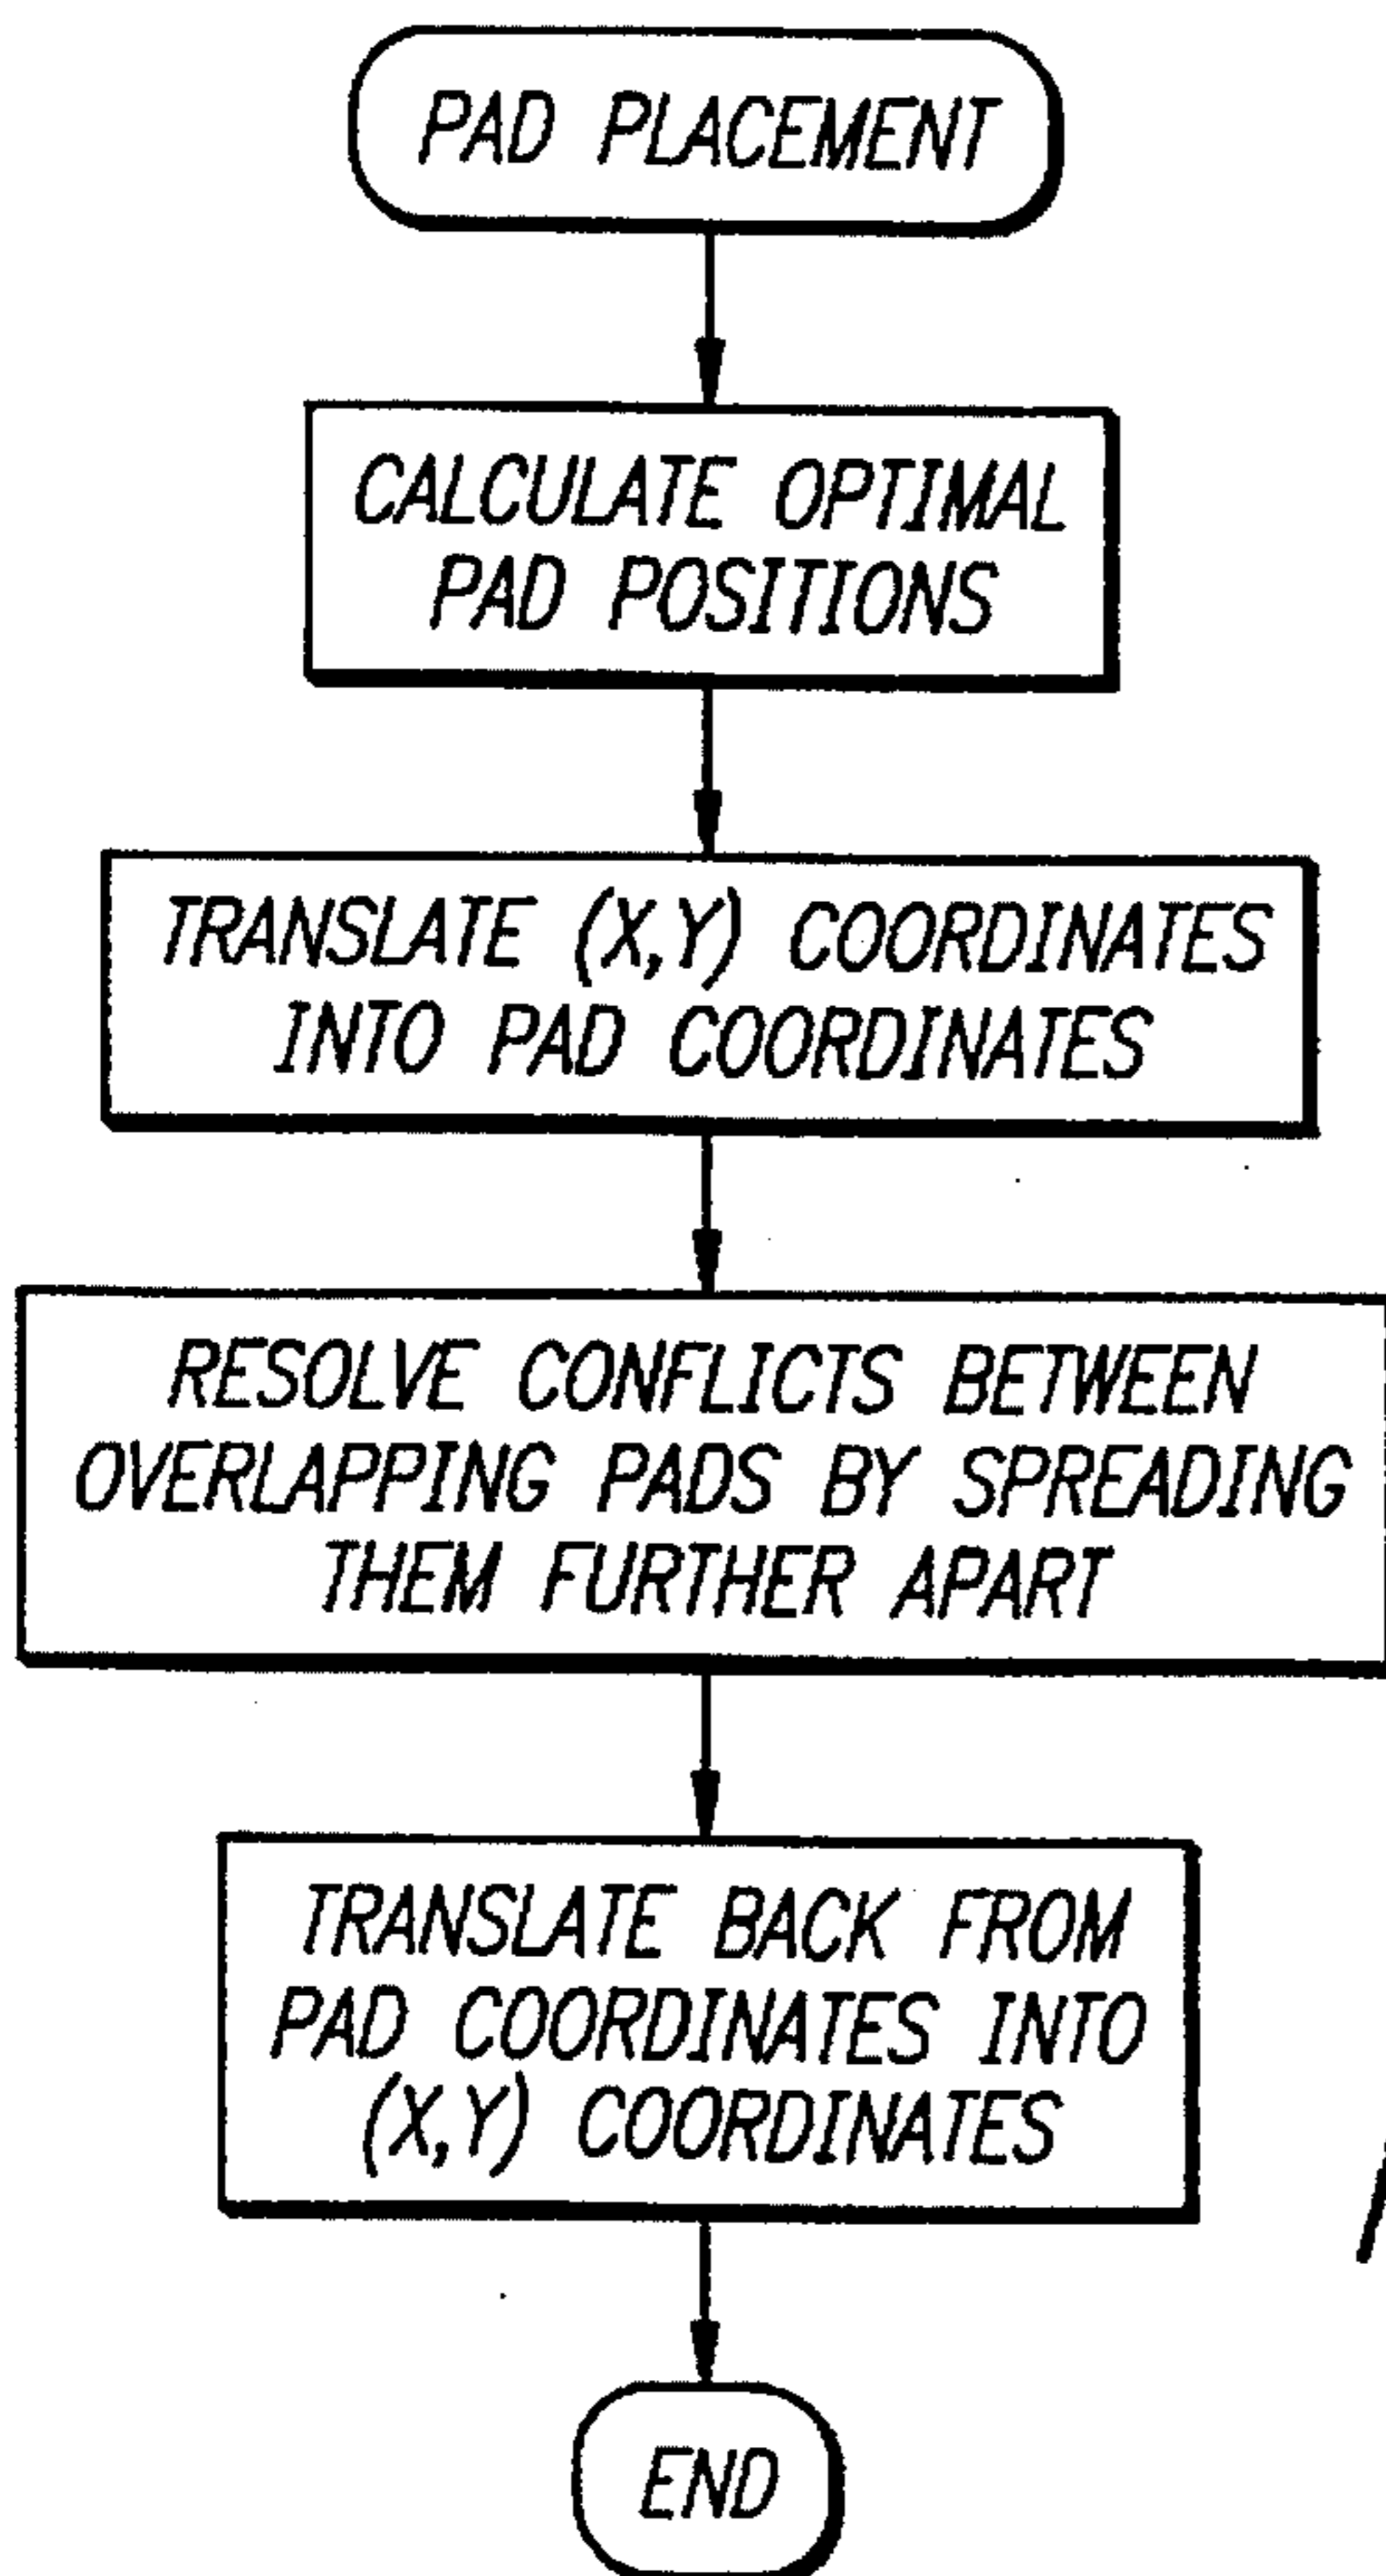 PAD PLACEMENT
CALCULATE OPTIMAL
PAD POSITIONS
TRANSLATE (X,Y) COORDINATES
INTO PAD COORDINATES
RESOLVE CONFLICTS BETWEEN
OVERLAPPING PADS BY SPREADING
THEM FURTHER APART
TRANSLATE BACK FROM
PAD COORDINATES INTO
(X,Y) COORDINATES
END